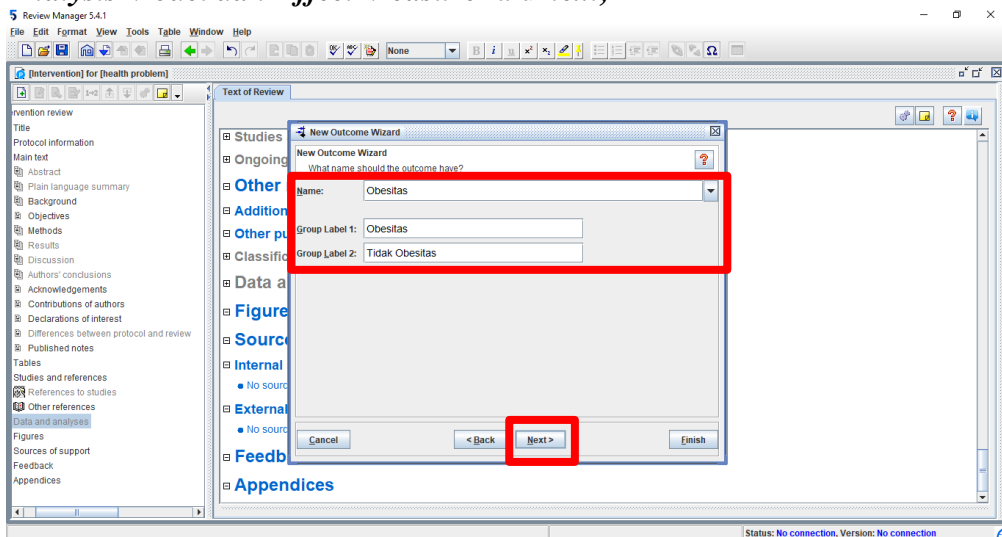 5 Review Manager 5.4.1
File Edit Format View Tools Table Window Help
None
B i u x² x₂ Ω
[Intervention] for [health problem]
Text of Review
rvention review
Title
Protocol information
Main text
Abstract
Plain language summary
Background
Objectives
Methods
Results
Discussion
Authors' conclusions
Acknowledgements
Contributions of authors
Declarations of interest
Differences between protocol and review
Published notes
Tables
Studies and references
References to studies
Other references
Data and analyses
Figures
Sources of support
Feedback
Appendices
Studies
Ongoing
Other
Addition
Other pu
Classific
Data a
Figure
Sourc
Internal
No sourc
External
No sourc
Feedb
Appendices
New Outcome Wizard
New Outcome Wizard
What name should the outcome have?
Name: Obesitas
Group Label 1: Obesitas
Group Label 2: Tidak Obesitas
Cancel < Back Next > Finish
Status: No connection, Version: No connection